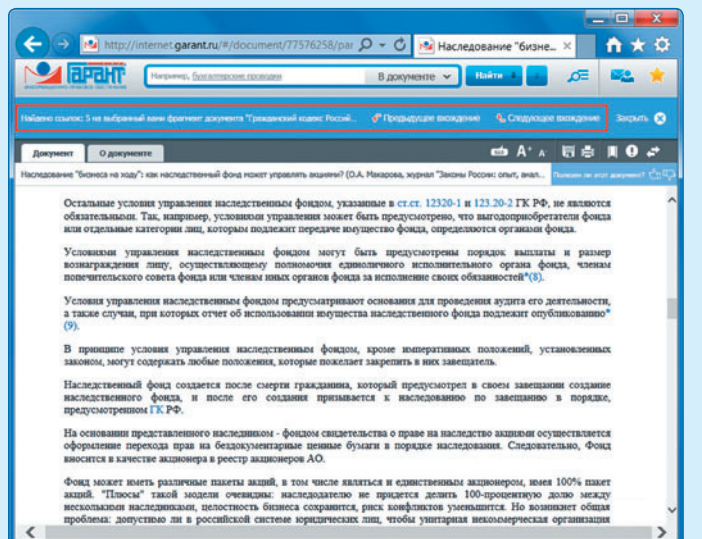 http://internet.garant.ru/#/document/77576258/par
Наследование "бизне...
ГАРАНТ
Например, бухгалтерские проводки
В документе
Найти
Найдено ссылок: 5 на выбранный вами фрагмент документа "Гражданский кодекс Россий...
Предыдущее вхождение
Следующее вхождение
Закрыть
Документ
О документе
Наследование "бизнеса на ходу": как наследственный фонд может управлять акциями? (О.А. Макарова, журнал "Законы России: опыт, анал...
Полезен ли этот документ?
Остальные условия управления наследственным фондом, указанные в ст.ст. 12320-1 и 123.20-2 ГК РФ, не являются
обязательными. Так, например, условиями управления может быть предусмотрено, что выгодоприобретатели фонда
или отдельные категории лиц, которым подлежит передаче имущество фонда, определяются органами фонда.
Условиями управления наследственным фондом могут быть предусмотрены порядок выплаты и размер
вознаграждения лицу, осуществляющему полномочия единоличного исполнительного органа фонда, членам
попечительского совета фонда или членам иных органов фонда за исполнение своих обязанностей*(8).
Условия управления наследственным фондом предусматривают основания для проведения аудита его деятельности,
а также случаи, при которых отчет об использовании имущества наследственного фонда подлежит опубликованию*
(9).
В принципе условия управления наследственным фондом, кроме императивных положений, установленных
законом, могут содержать любые положения, которые пожелает закрепить в них завещатель.
Наследственный фонд создается после смерти гражданина, который предусмотрел в своем завещании создание
наследственного фонда, и после его создания призывается к наследованию по завещанию в порядке,
предусмотренном ГК РФ.
На основании представленного наследником - фондом свидетельства о праве на наследство акциями осуществляется
оформление перехода прав на бездокументарные ценные бумаги в порядке наследования. Следовательно, Фонд
вносится в качестве акционера в реестр акционеров АО.
Фонд может иметь различные пакеты акций, в том числе являться и единственным акционером, имея 100% пакет
акций. "Плюсы" такой модели очевидны: наследодателю не придется делить 100-процентную долю между
несколькими наследниками, целостность бизнеса сохранится, риск конфликтов уменьшится. Но возникнет общая
проблема: допустимо ли в российской системе юридических лиц, чтобы унитарная некоммерческая организация